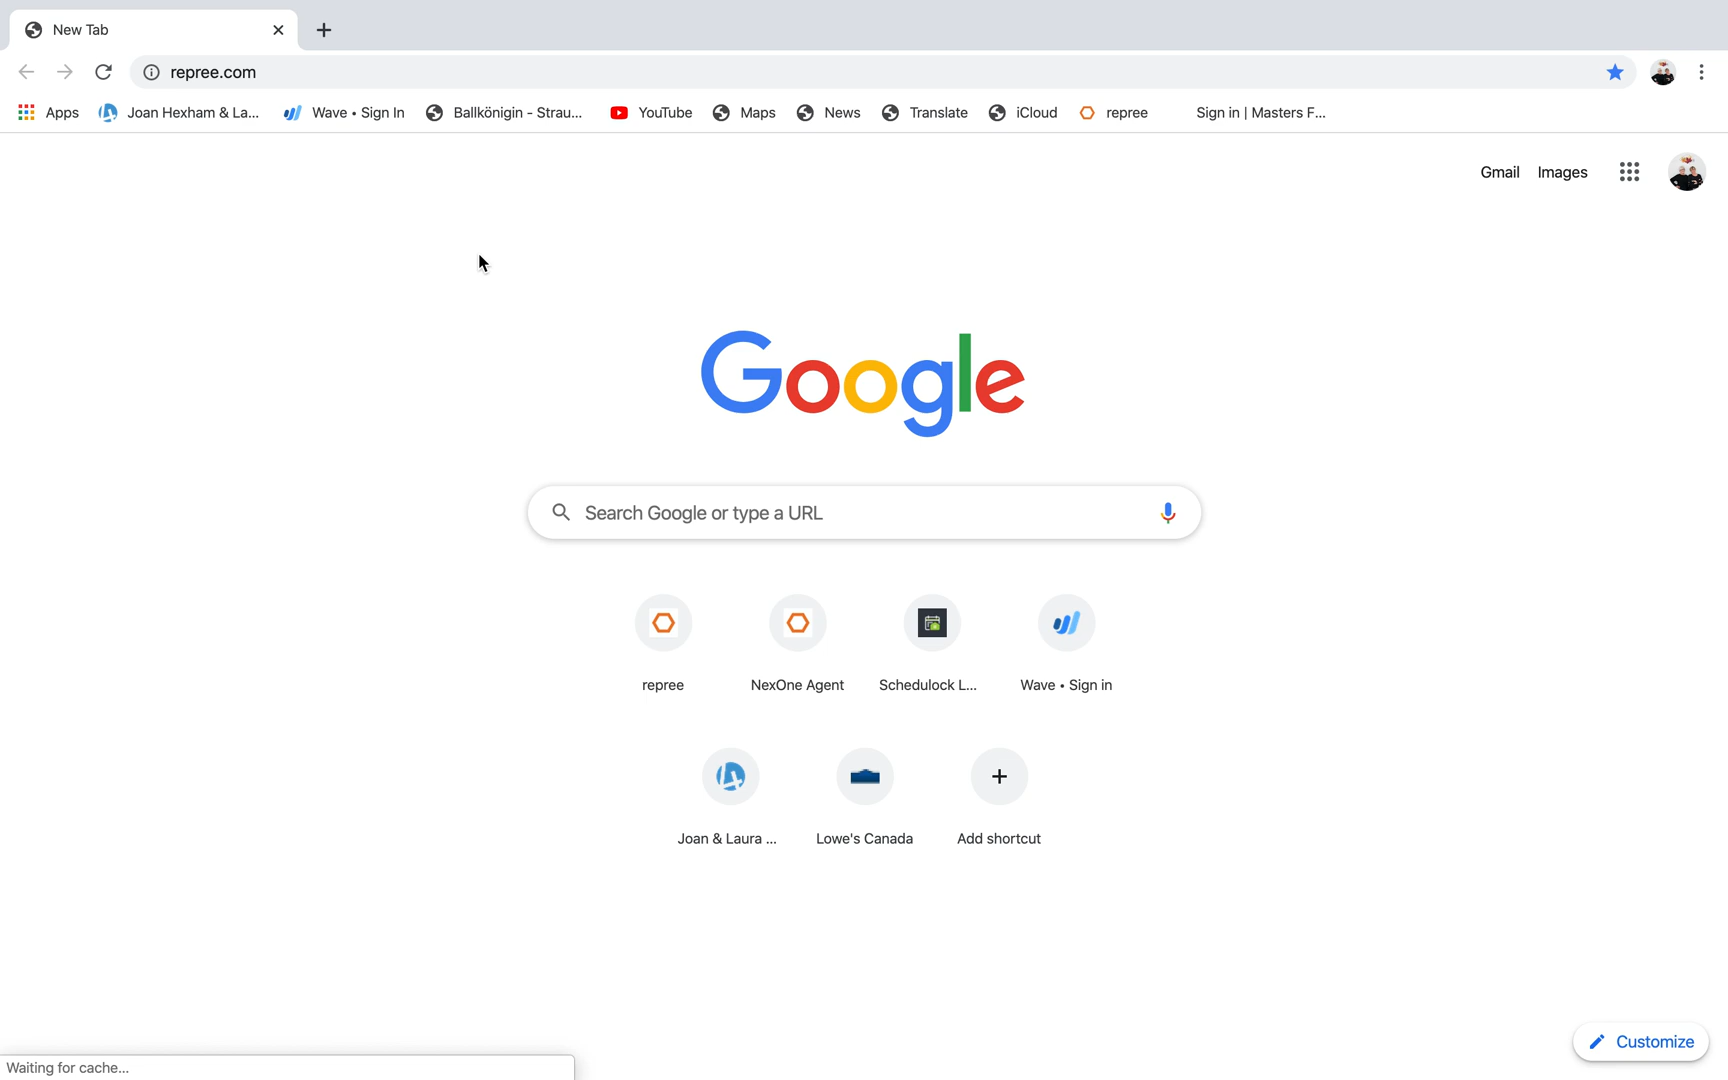 New Tab
repree.com
Apps Joan Hexham & La... Wave • Sign In Ballkönigin - Strau... YouTube Maps News Translate iCloud repree Sign in | Masters F...
Gmail Images
Google
Search Google or type a URL
repree NexOne Agent Schedulock L... Wave • Sign in
Joan & Laura ... Lowe's Canada Add shortcut
Customize
Waiting for cache...